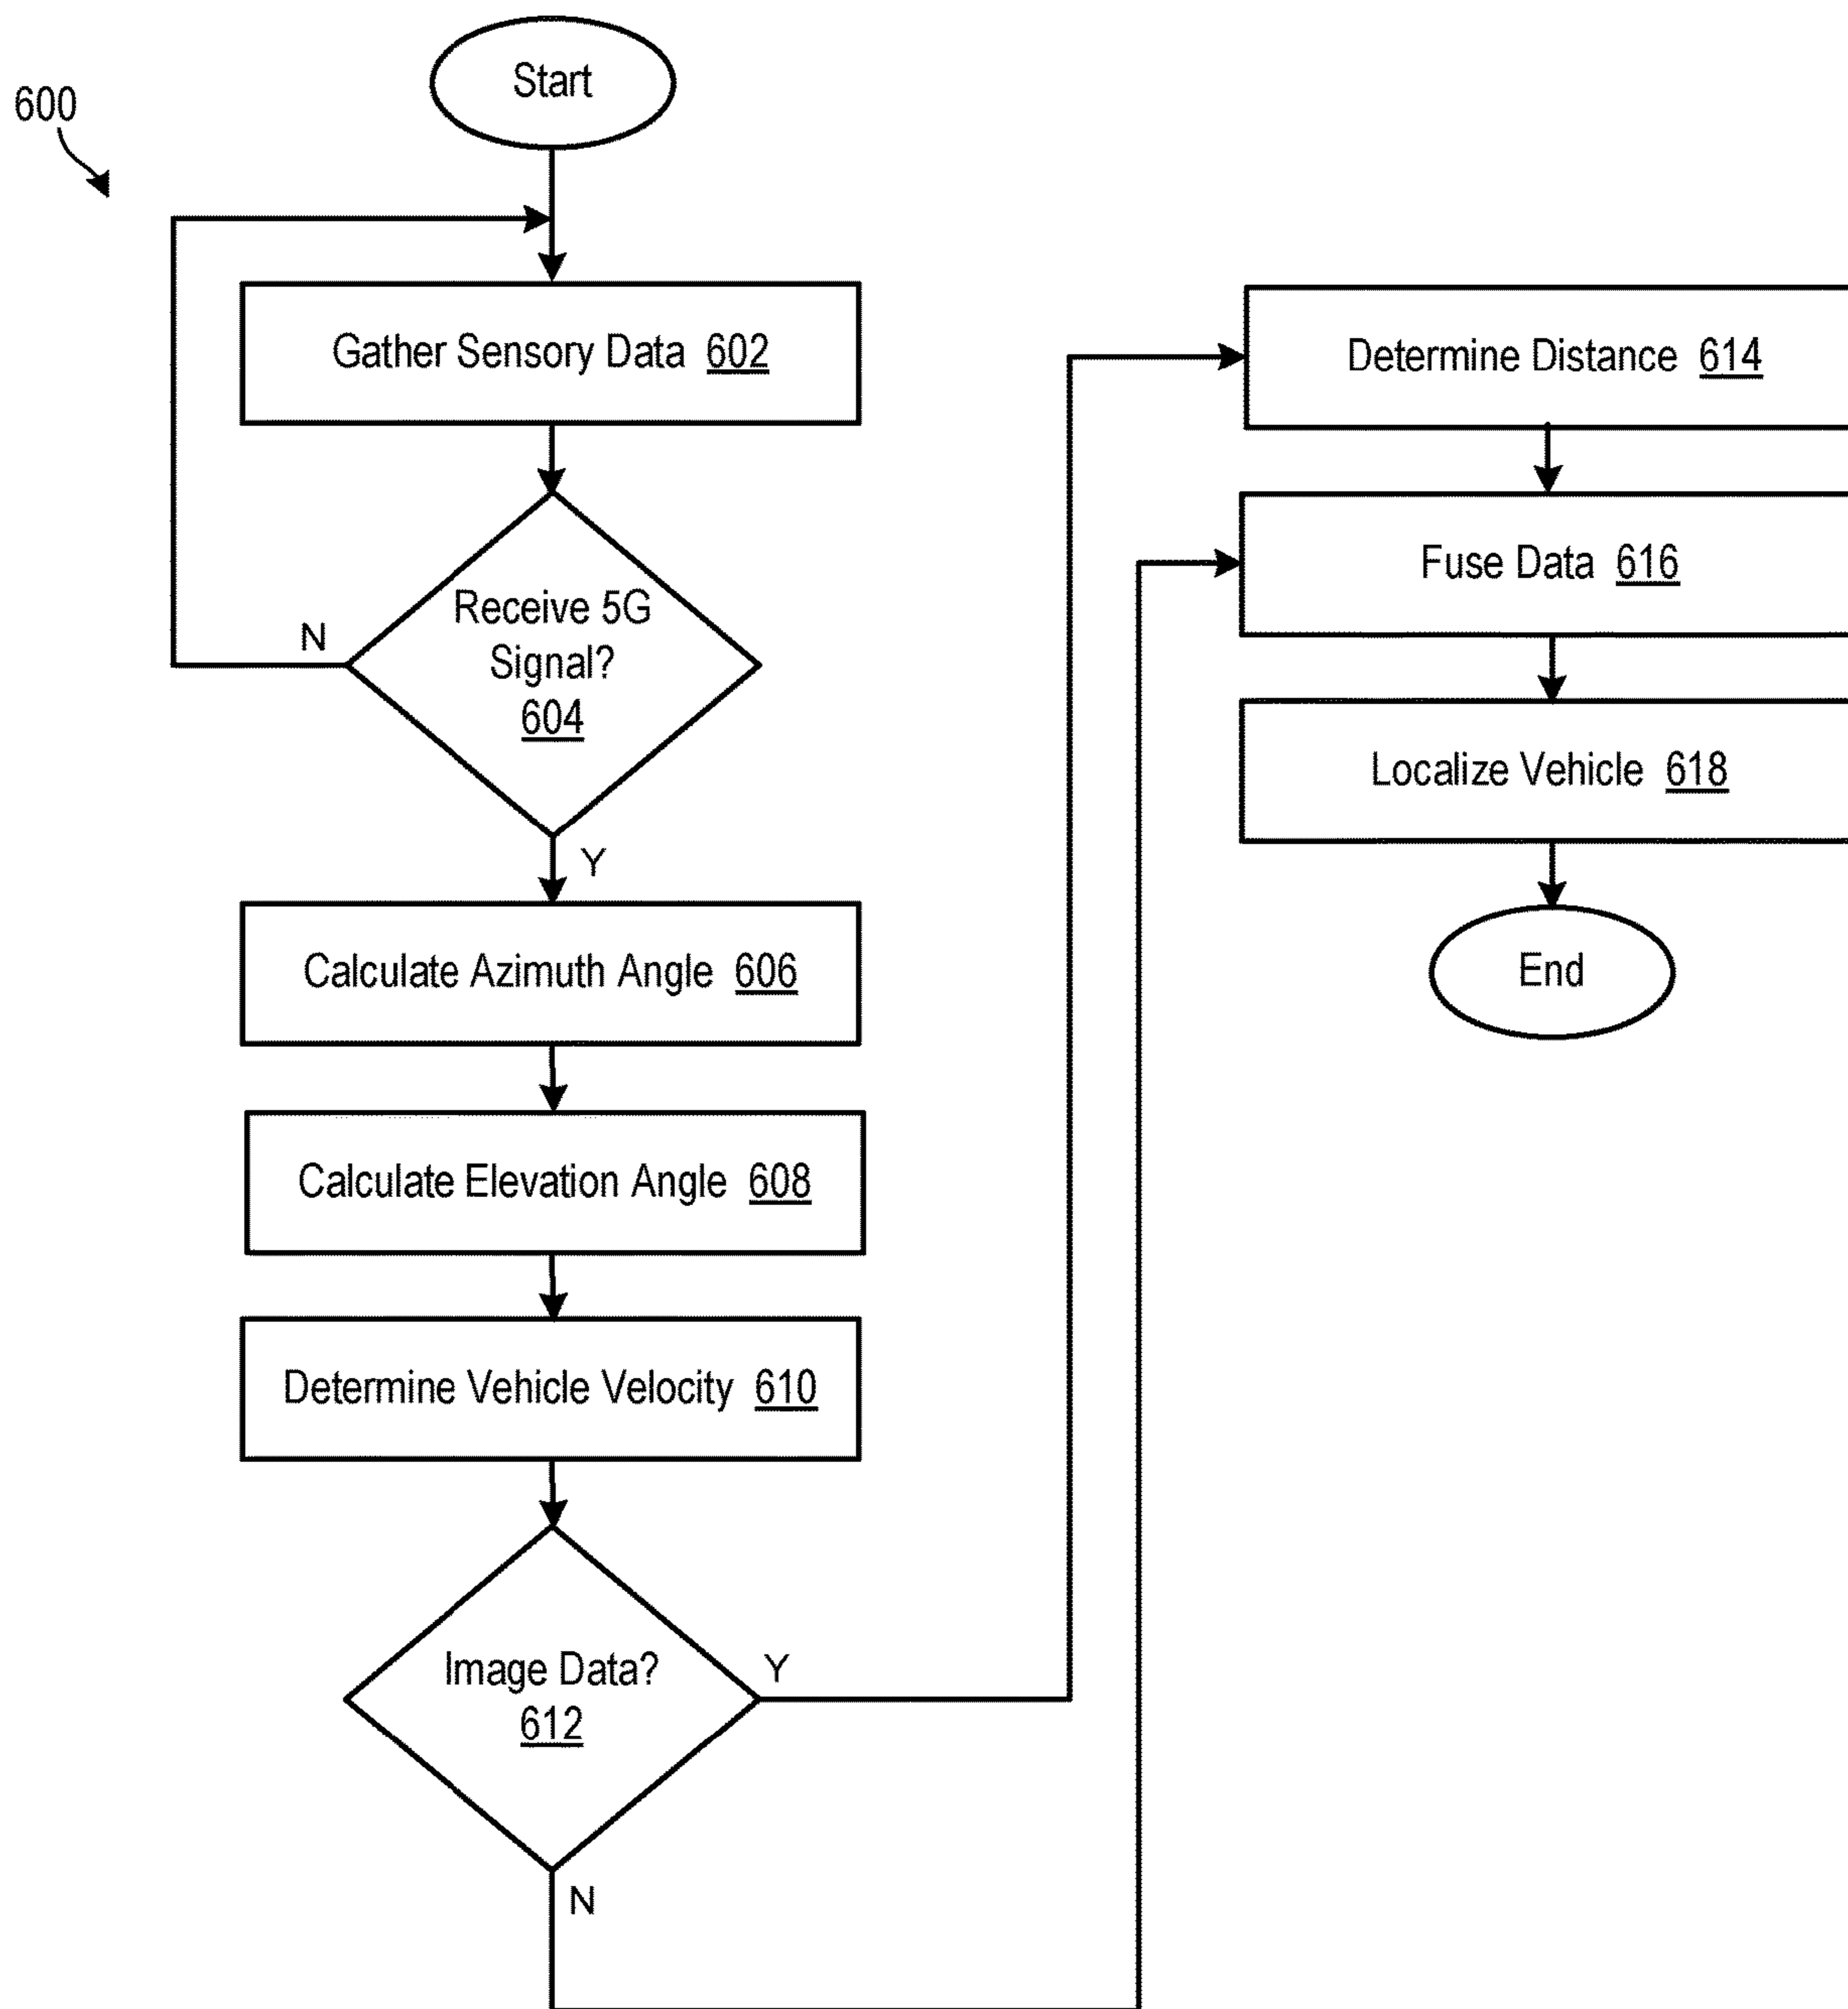 600
Start
Gather Sensory Data 602
Receive 5G
Signal?
604
N
Y
Calculate Azimuth Angle 606
Calculate Elevation Angle 608
Determine Vehicle Velocity 610
Image Data?
612
Y
N
Determine Distance 614
Fuse Data 616
Localize Vehicle 618
End